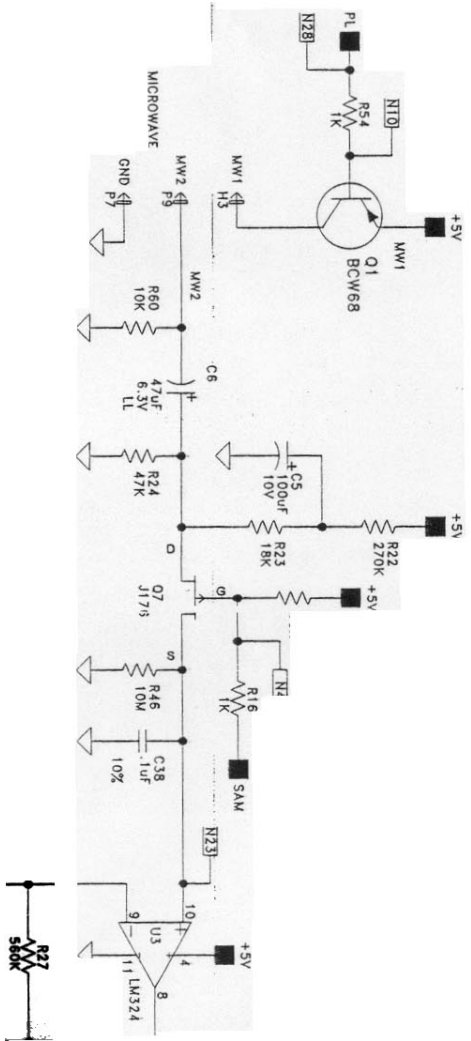 PL
N28
R54
1K
N10
+5V
MW1
Q1
BCW68
MW1
H3
MICROWAVE
MW2
P9
GND
P7
MW2
R60
10K
C6
47uF
6.3V
LL
R24
47K
+
+C5
100uF
10V
R23
18K
R22
270K
+5V
D
G
S
Q7
+5V
R16
1K
SAM
R46
10M
C38
.1uF
10%
N23
10
9
U3
4
11
8
+5V
LM324
R27
560K